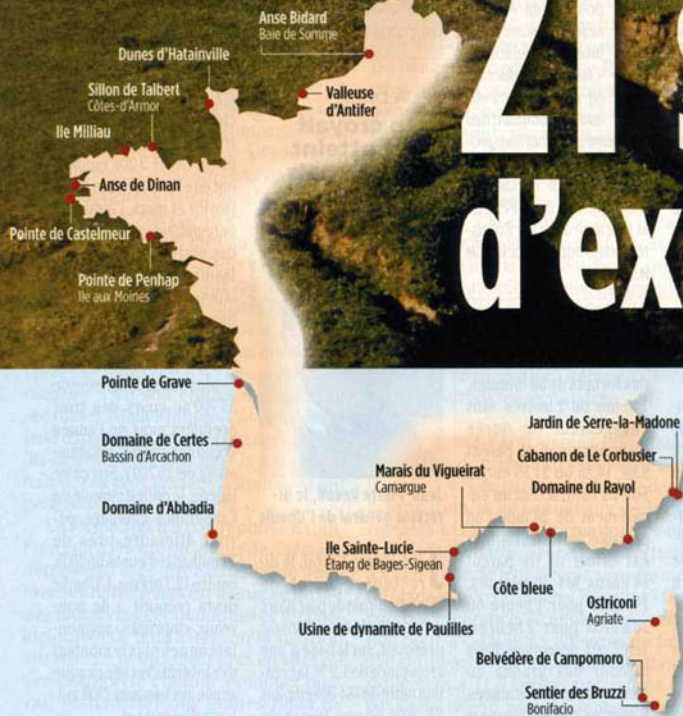 Anse Bidard
Baie de Somme
21 s
Dunes d'Hatainville
Sillon de Talbert
Côtes-d'Armor
Valleuse
d'Antifer
Ile Milliau
Anse de Dinan
d'ex
Pointe de Castelmeur
Pointe de Penhap
Ile aux Moines
Pointe de Grave
Jardin de Serre-la-Madone
Domaine de Certes
Bassin d'Arcachon
Cabanon de Le Corbusier
Marais du Vigueirat
Camargue
Domaine du Rayol
Domaine d'Abbadia
Ile Sainte-Lucie
Étang de Bages-Sigean
Côte bleue
Ostriconi
Agriate
Usine de dynamite de Paulilles
Belvédère de Campomoro
Sentier des Bruzzi
Bonifacio